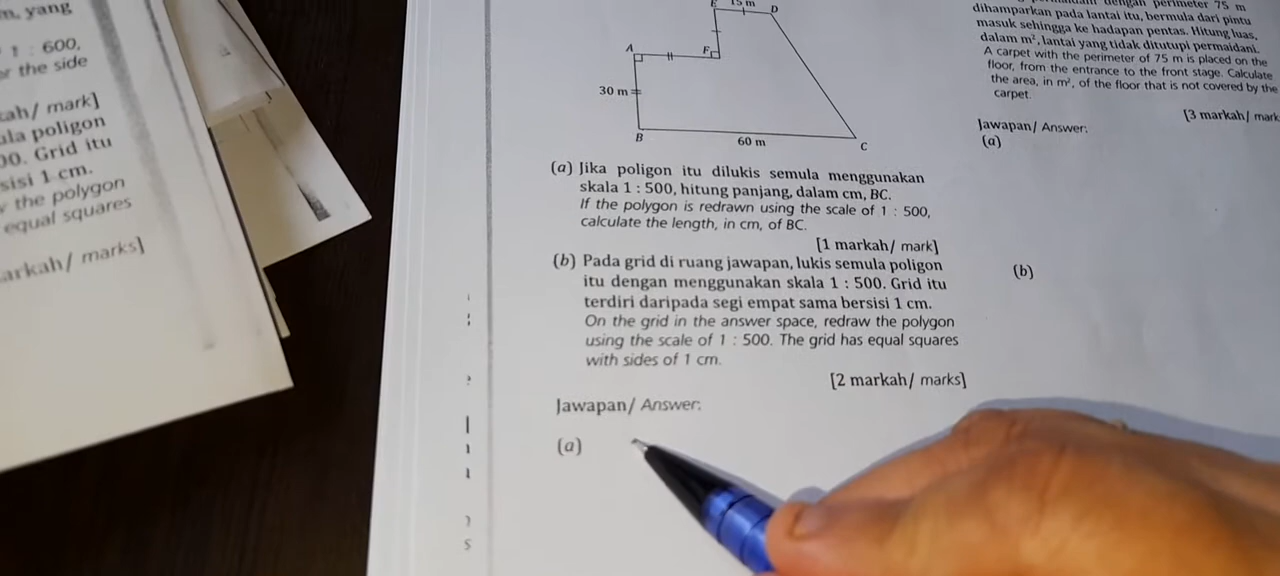 n, yang
1 : 600,
the side
ah/ mark]
ula poligon
00. Grid itu
sisi 1 cm.
the polygon
equal squares
arkah/ marks]
E 15 m D
A F
30 m
B 60 m C
(a) Jika poligon itu dilukis semula menggunakan
skala 1 : 500, hitung panjang, dalam cm, BC.
If the polygon is redrawn using the scale of 1 : 500,
calculate the length, in cm, of BC.
[1 markah/ mark]
(b) Pada grid di ruang jawapan, lukis semula poligon
itu dengan menggunakan skala 1 : 500. Grid itu
terdiri daripada segi empat sama bersisi 1 cm.
On the grid in the answer space, redraw the polygon
using the scale of 1 : 500. The grid has equal squares
with sides of 1 cm.
[2 markah/ marks]
Jawapan/ Answer:
(a)
dengan perimeter 75 m
dihamparkan pada lantai itu, bermula dari pintu
masuk sehingga ke hadapan pentas. Hitung luas,
dalam m², lantai yang tidak ditutupi permaidani.
A carpet with the perimeter of 75 m is placed on the
floor, from the entrance to the front stage. Calculate
the area, in m², of the floor that is not covered by the
carpet.
[3 markah/ mark
Jawapan/ Answer:
(a)
(b)